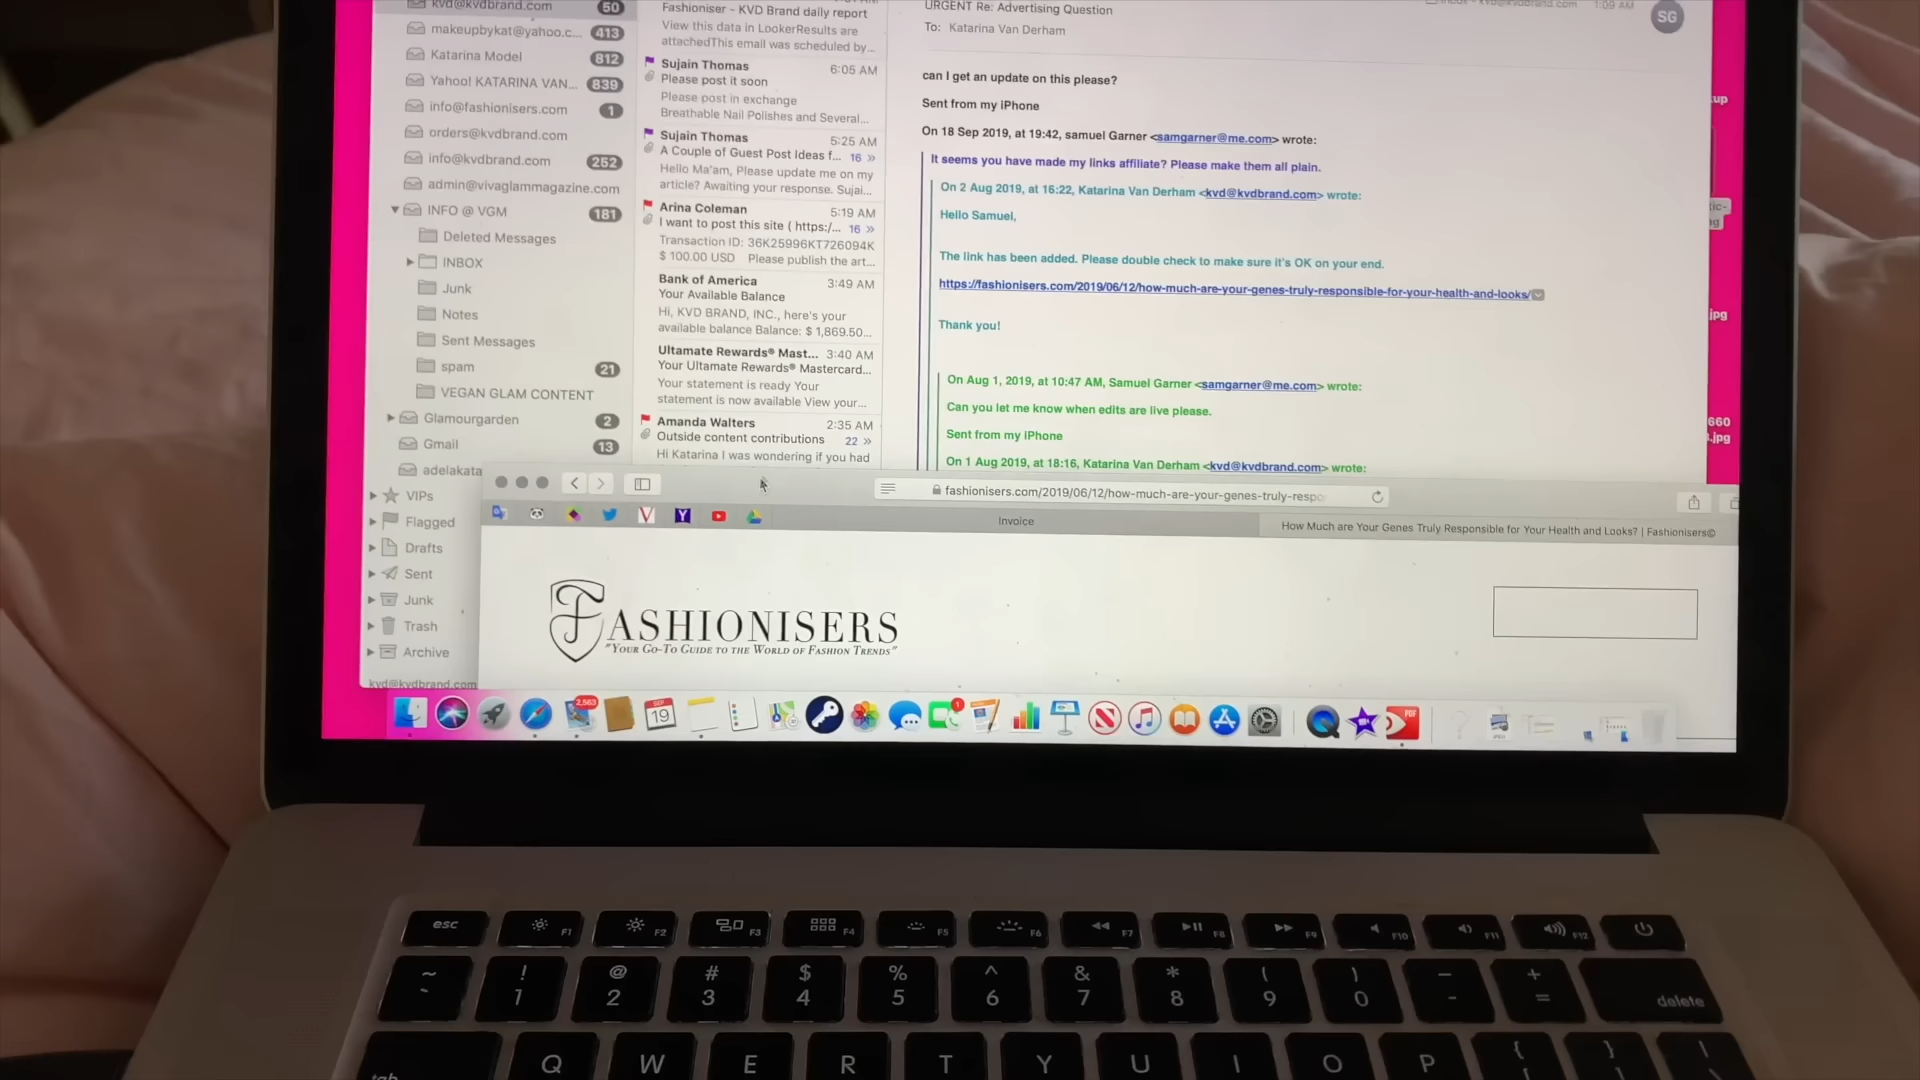 kvd@kvdbrand.com 50
makeupbykat@yahoo.c... 413
Katarina Model 812
Yahoo! KATARINA VAN... 839
info@fashionisers.com 1
orders@kvdbrand.com
info@kvdbrand.com 252
admin@vivaglammagazine.com
INFO @ VGM 181
Deleted Messages
INBOX
Junk
Notes
Sent Messages
spam 21
VEGAN GLAM CONTENT
Glamourgarden 2
Gmail 13
adelakata
VIPs
Flagged
Drafts
Sent
Junk
Trash
Archive
kvd@kvdbrand.com
Fashioniser - KVD Brand daily report
View this data in LookerResults are
attachedThis email was scheduled by...
Sujain Thomas 6:05 AM
Please post it soon
Please post in exchange
Breathable Nail Polishes and Several...
Sujain Thomas 5:25 AM
A Couple of Guest Post Ideas f... 16 »
Hello Ma'am, Please update me on my
article? Awaiting your response. Sujai...
Arina Coleman 5:19 AM
I want to post this site ( https:/... 16 »
Transaction ID: 36K25996KT726094K
$ 100.00 USD Please publish the art...
Bank of America 3:49 AM
Your Available Balance
Hi, KVD BRAND, INC., here's your
available balance Balance: $ 1,869.50...
Ultamate Rewards® Mast... 3:40 AM
Your Ultamate Rewards® Mastercard...
Your statement is ready Your
statement is now available View your...
Amanda Walters 2:35 AM
Outside content contributions 22 »
Hi Katarina I was wondering if you had
URGENT Re: Advertising Question
1:09 AM
SG
To: Katarina Van Derham
can I get an update on this please?
Sent from my iPhone
On 18 Sep 2019, at 19:42, samuel Garner <samgarner@me.com> wrote:
It seems you have made my links affiliate? Please make them all plain.
On 2 Aug 2019, at 16:22, Katarina Van Derham <kvd@kvdbrand.com> wrote:
Hello Samuel,
The link has been added. Please double check to make sure it's OK on your end.
https://fashionisers.com/2019/06/12/how-much-are-your-genes-truly-responsible-for-your-health-and-looks/
Thank you!
On Aug 1, 2019, at 10:47 AM, Samuel Garner <samgarner@me.com> wrote:
Can you let me know when edits are live please.
Sent from my iPhone
On 1 Aug 2019, at 18:16, Katarina Van Derham <kvd@kvdbrand.com> wrote:
.jpg
660
.jpg
fashionisers.com/2019/06/12/how-much-are-your-genes-truly-respo
Invoice
How Much are Your Genes Truly Responsible for Your Health and Looks? | Fashionisers©
FASHIONISERS
"Your Go-To Guide to the World of Fashion Trends"
2,563
SEP
19
1
PDF
esc F1 F2 F3 F4 F5 F6 F7 F8 F9 F10 F11 F12
~ ! @ # $ % ^ & * ( ) – +
1 2 3 4 5 6 7 8 9 0 - = delete
tab Q W E R T Y U I O P { } \